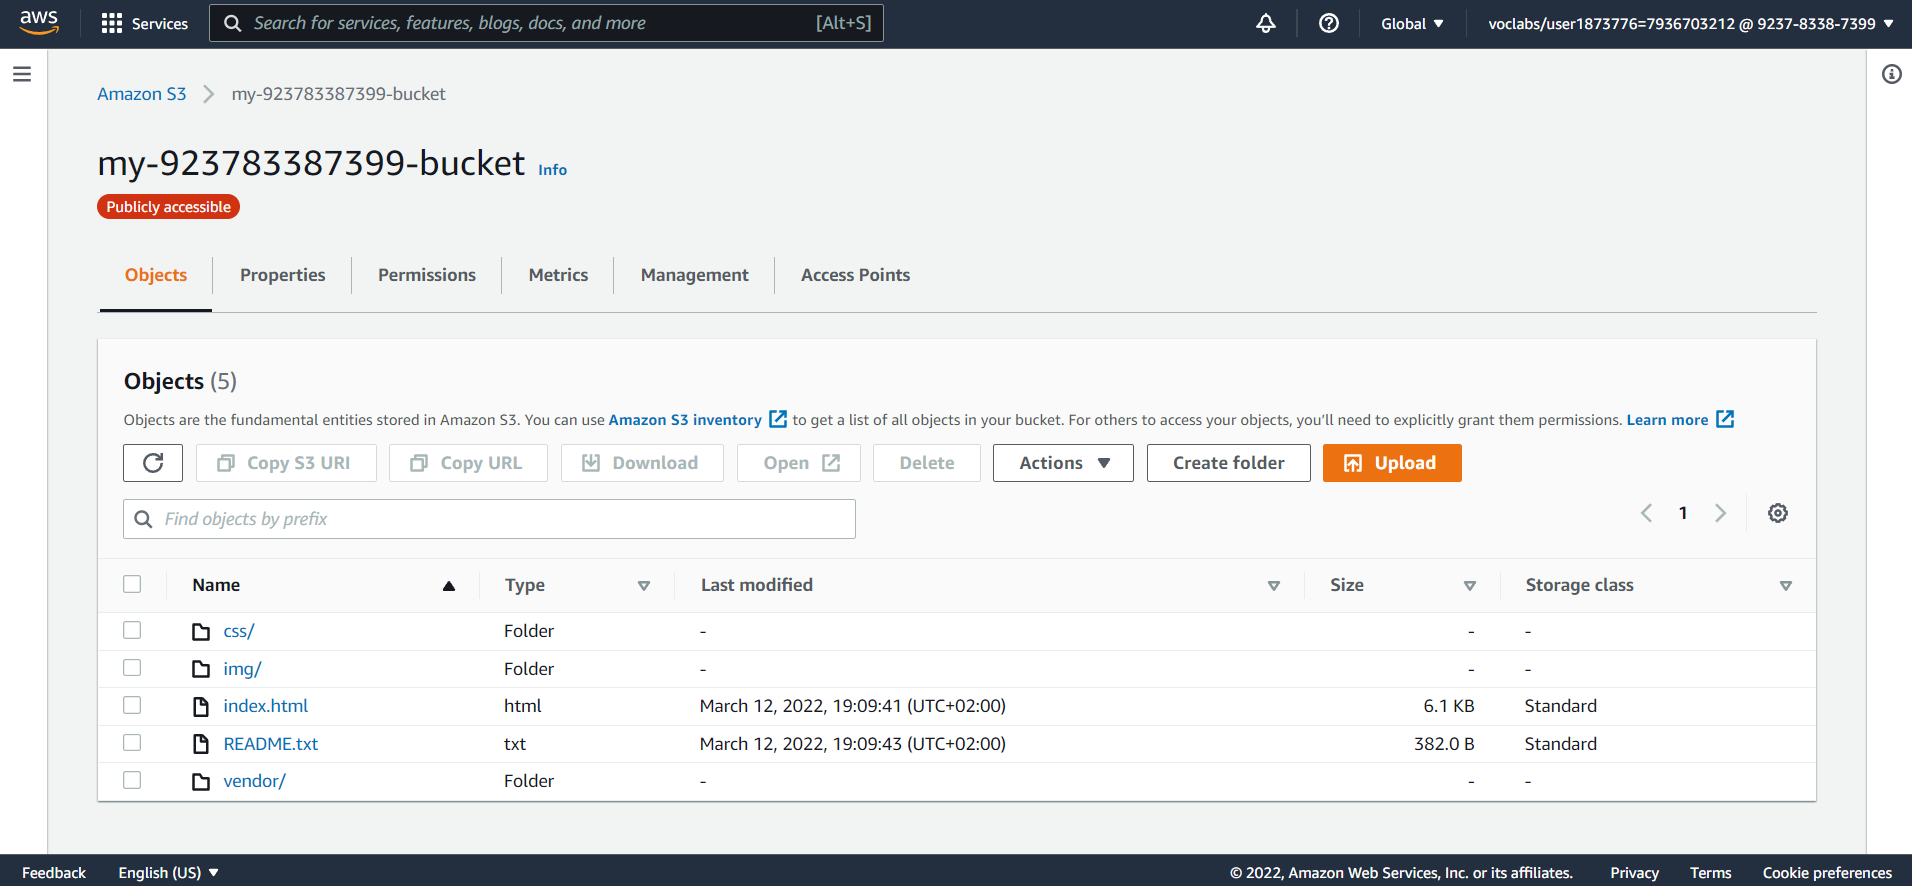 aws Services Search for services, features, blogs, docs, and more [Alt+S] Global voclabs/user1873776=7936703212 @ 9237-8338-7399
Amazon S3 my-923783387399-bucket
my-923783387399-bucket Info
Publicly accessible
Objects Properties Permissions Metrics Management Access Points
Objects (5)
Objects are the fundamental entities stored in Amazon S3. You can use Amazon S3 inventory to get a list of all objects in your bucket. For others to access your objects, you'll need to explicitly grant them permissions. Learn more
Copy S3 URI Copy URL Download Open Delete Actions Create folder Upload
Find objects by prefix 1
Name Type Last modified Size Storage class
css/ Folder - - -
img/ Folder - - -
index.html html March 12, 2022, 19:09:41 (UTC+02:00) 6.1 KB Standard
README.txt txt March 12, 2022, 19:09:43 (UTC+02:00) 382.0 B Standard
vendor/ Folder - - -
Feedback English (US) © 2022, Amazon Web Services, Inc. or its affiliates. Privacy Terms Cookie preferences